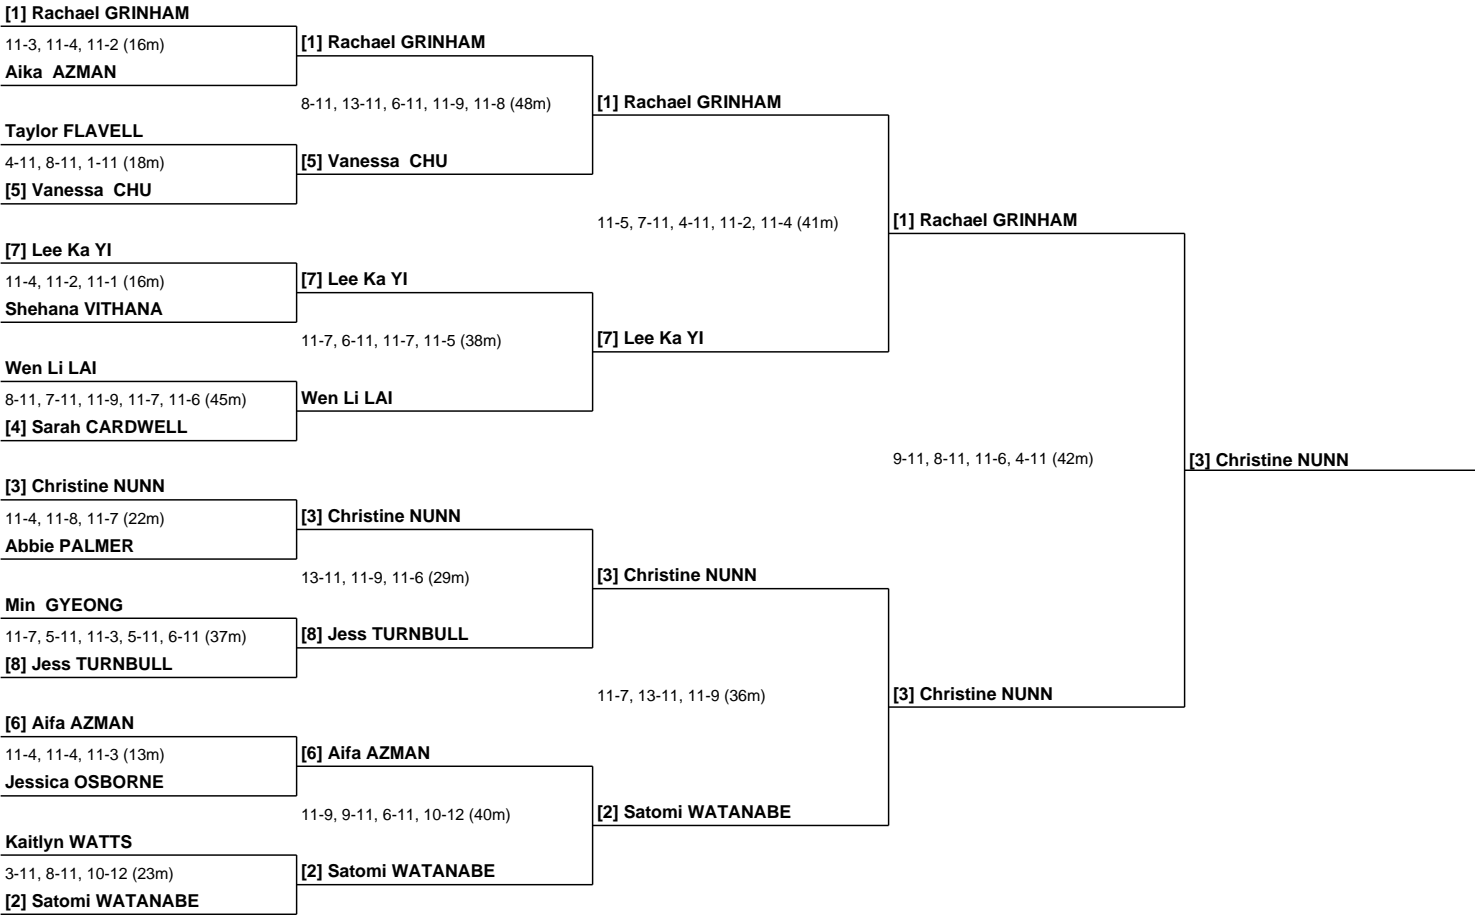 [1] Rachael GRINHAM
11-3, 11-4, 11-2 (16m)
Aika  AZMAN
Taylor FLAVELL
4-11, 8-11, 1-11 (18m)
[5] Vanessa  CHU
[7] Lee Ka YI
11-4, 11-2, 11-1 (16m)
Shehana VITHANA
Wen Li LAI
8-11, 7-11, 11-9, 11-7, 11-6 (45m)
[4] Sarah CARDWELL
[3] Christine NUNN
11-4, 11-8, 11-7 (22m)
Abbie PALMER
Min  GYEONG
11-7, 5-11, 11-3, 5-11, 6-11 (37m)
[8] Jess TURNBULL
[6] Aifa AZMAN
11-4, 11-4, 11-3 (13m)
Jessica OSBORNE
Kaitlyn WATTS
3-11, 8-11, 10-12 (23m)
[2] Satomi WATANABE
[1] Rachael GRINHAM
8-11, 13-11, 6-11, 11-9, 11-8 (48m)
[5] Vanessa  CHU
[7] Lee Ka YI
11-7, 6-11, 11-7, 11-5 (38m)
Wen Li LAI
[3] Christine NUNN
13-11, 11-9, 11-6 (29m)
[8] Jess TURNBULL
[6] Aifa AZMAN
11-9, 9-11, 6-11, 10-12 (40m)
[2] Satomi WATANABE
[1] Rachael GRINHAM
11-5, 7-11, 4-11, 11-2, 11-4 (41m)
[7] Lee Ka YI
[3] Christine NUNN
11-7, 13-11, 11-9 (36m)
[2] Satomi WATANABE
[1] Rachael GRINHAM
9-11, 8-11, 11-6, 4-11 (42m)
[3] Christine NUNN
[3] Christine NUNN